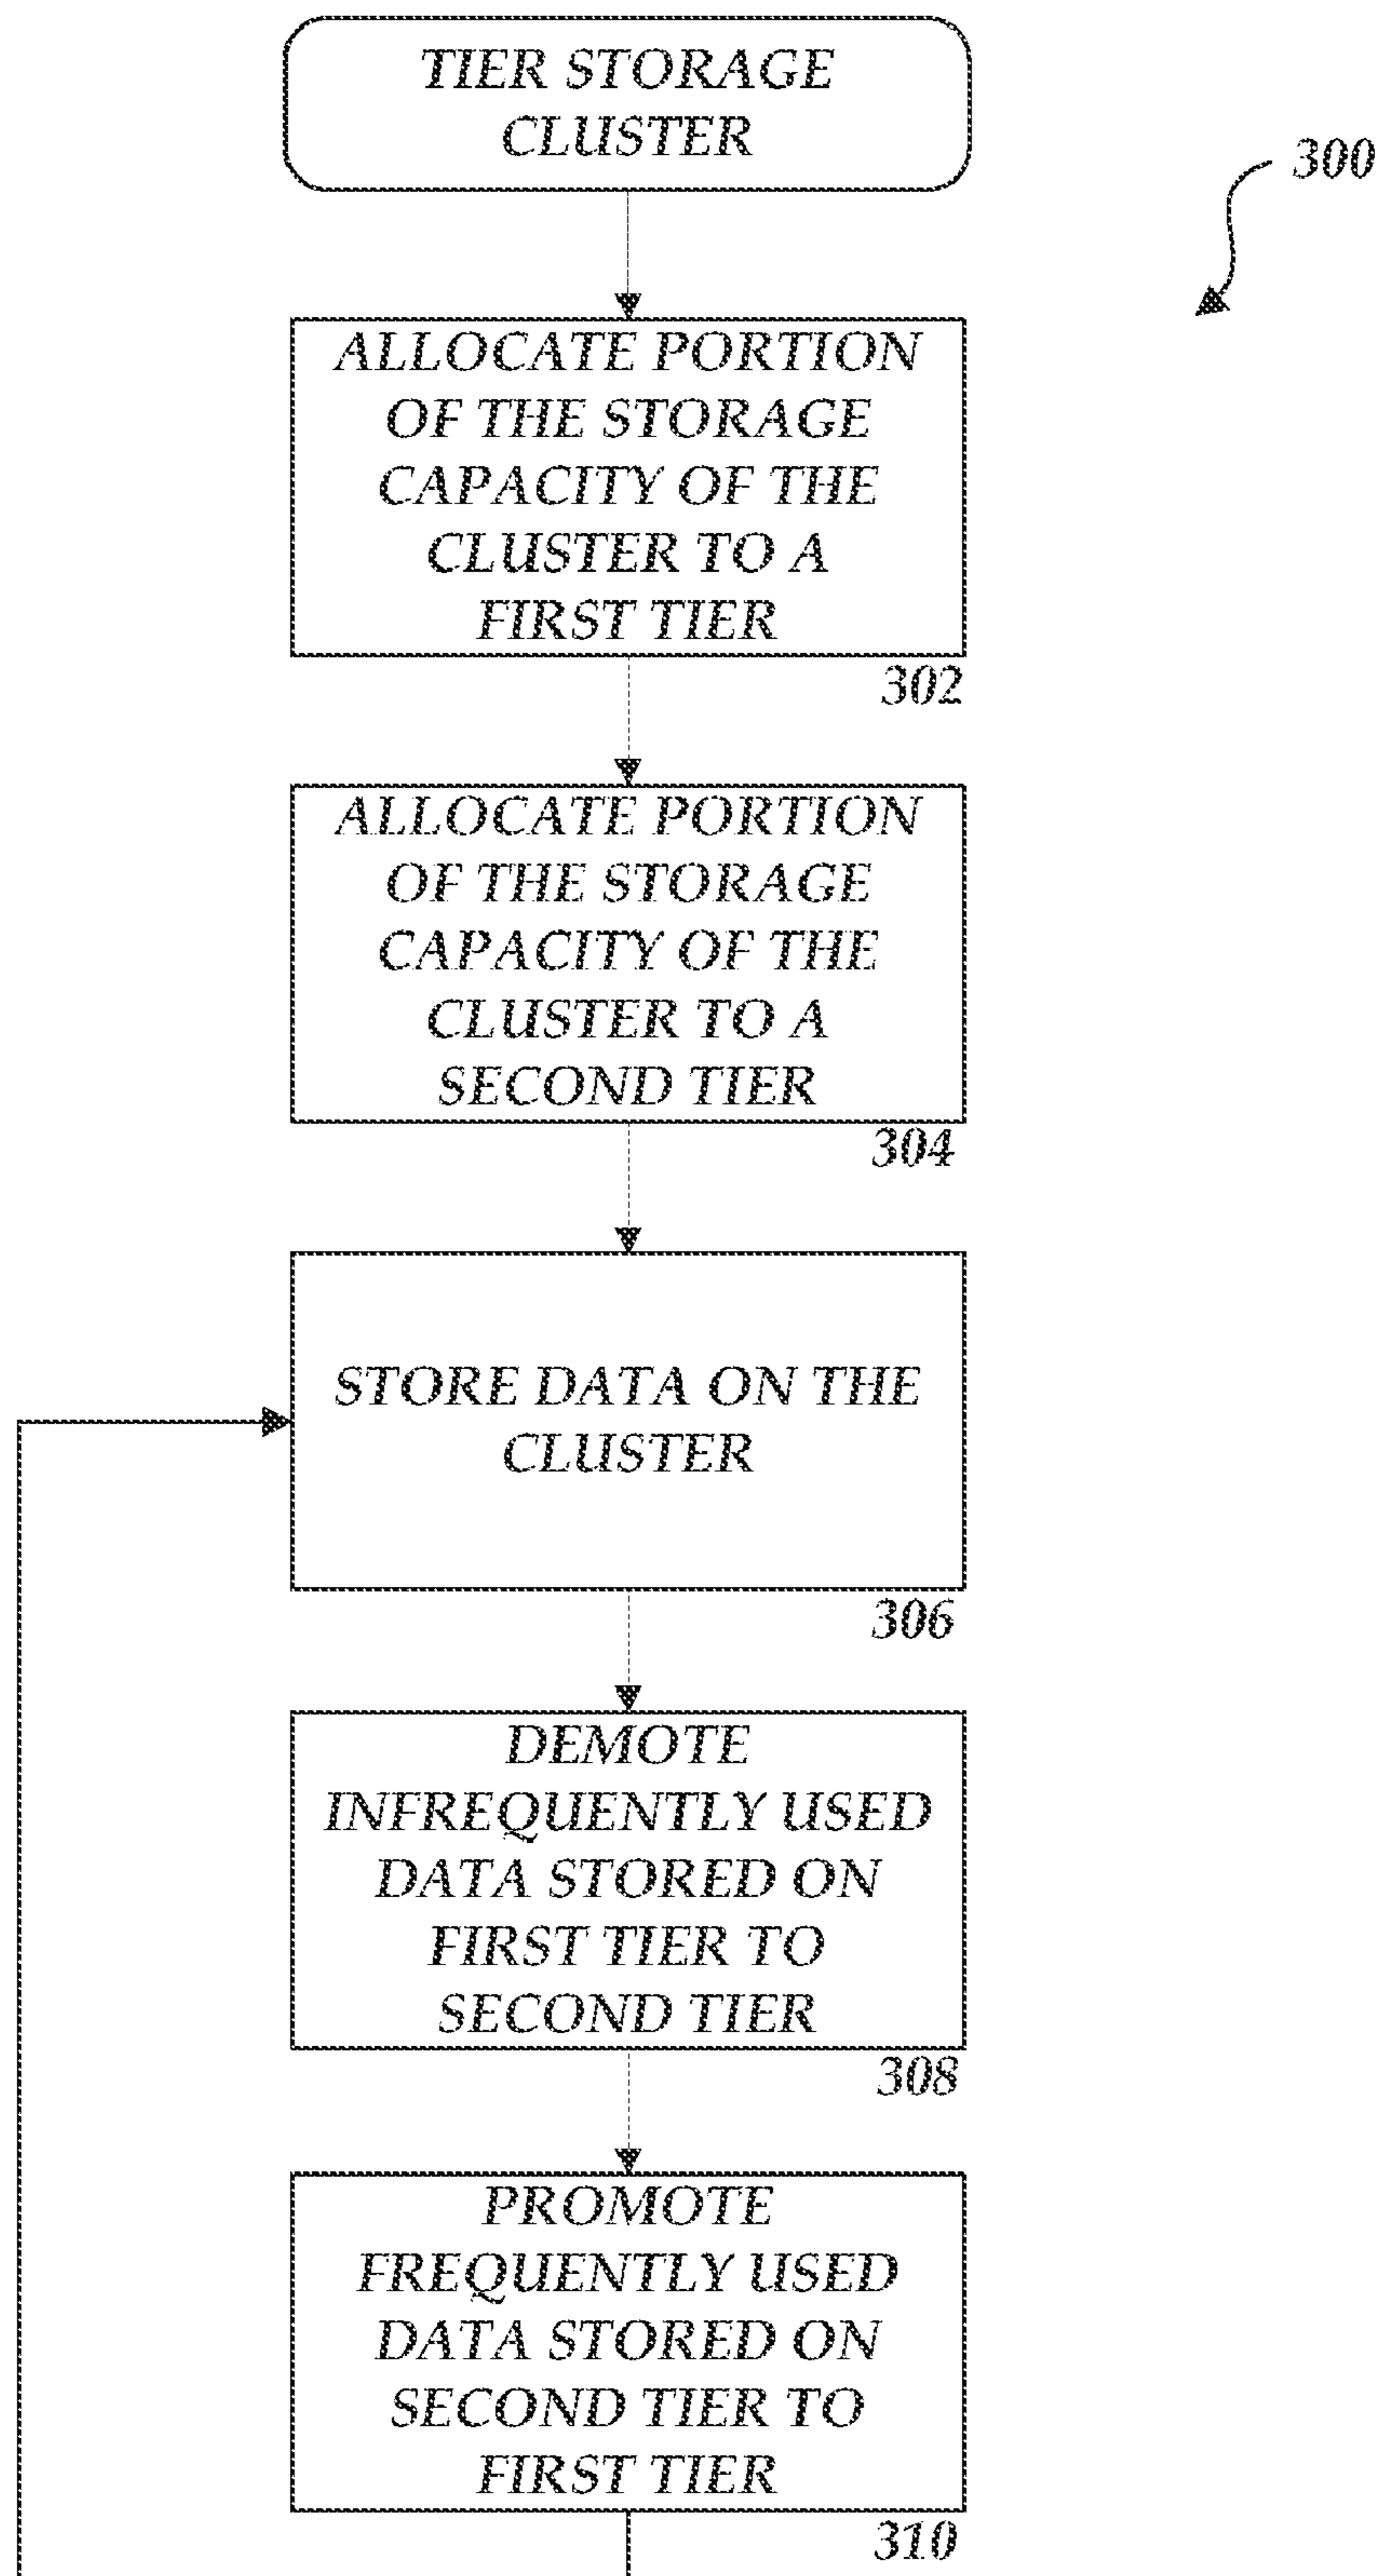 TIER STORAGE
CLUSTER
300
ALLOCATE PORTION
OF THE STORAGE
CAPACITY OF THE
CLUSTER TO A
FIRST TIER
302
ALLOCATE PORTION
OF THE STORAGE
CAPACITY OF THE
CLUSTER TO A
SECOND TIER
304
STORE DATA ON THE
CLUSTER
306
DEMOTE
INFREQUENTLY USED
DATA STORED ON
FIRST TIER TO
SECOND TIER
308
PROMOTE
FREQUENTLY USED
DATA STORED ON
SECOND TIER TO
FIRST TIER
310